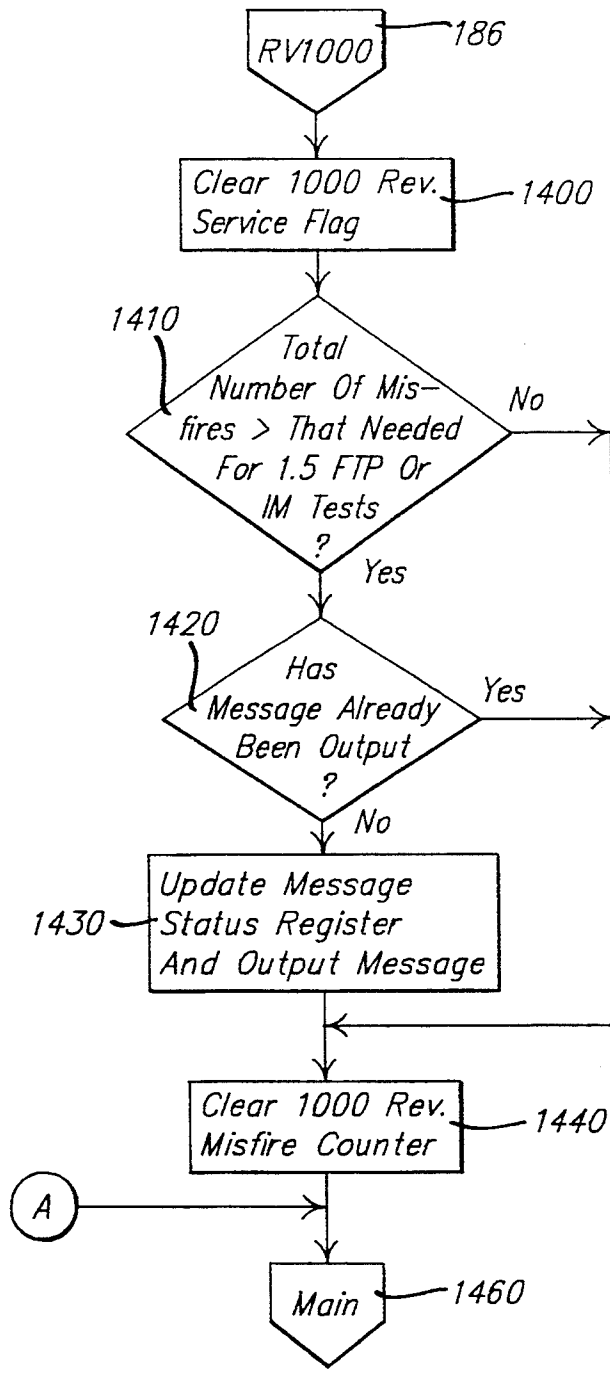 RV1000
186
Clear 1000 Rev.
Service Flag
1400
1410
Total
Number Of Mis-
fires > That Needed
For 1.5 FTP Or
IM Tests
?
No
Yes
1420
Has
Message Already
Been Output
?
Yes
No
Update Message
Status Register
And Output Message
1430
Clear 1000 Rev.
Misfire Counter
1440
A
Main
1460